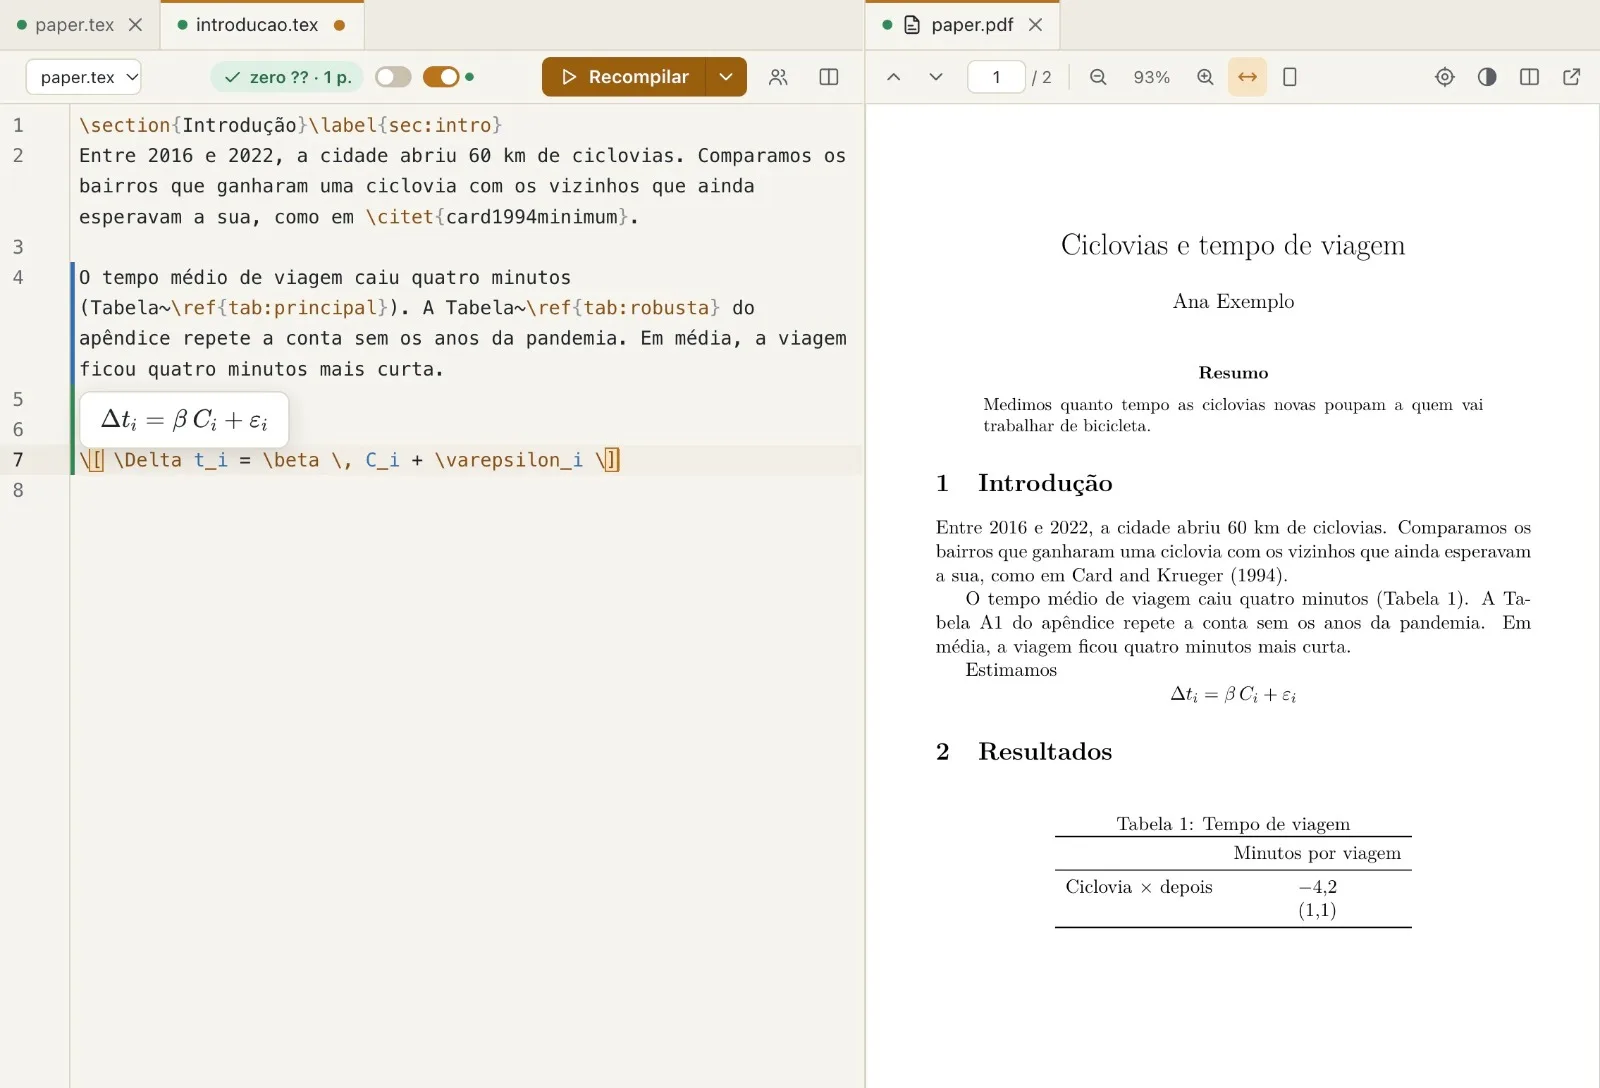 paper.tex
introducao.tex
paper.tex
zero ?? · 1 p.
Recompilar
1 \section{Introdução}\label{sec:intro}
2 Entre 2016 e 2022, a cidade abriu 60 km de ciclovias. Comparamos os
bairros que ganharam uma ciclovia com os vizinhos que ainda
esperavam a sua, como em \citet{card1994minimum}.
3
4 O tempo médio de viagem caiu quatro minutos
(Tabela~\ref{tab:principal}). A Tabela~\ref{tab:robusta} do
apêndice repete a conta sem os anos da pandemia. Em média, a viagem
ficou quatro minutos mais curta.
5
6
Δt_i = β C_i + ε_i
7 \[ \Delta t_i = \beta \, C_i + \varepsilon_i \]
8
paper.pdf
1 / 2
93%
Ciclovias e tempo de viagem
Ana Exemplo
Resumo
Medimos quanto tempo as ciclovias novas poupam a quem vai
trabalhar de bicicleta.
1 Introdução
Entre 2016 e 2022, a cidade abriu 60 km de ciclovias. Comparamos os
bairros que ganharam uma ciclovia com os vizinhos que ainda esperavam
a sua, como em Card and Krueger (1994).
O tempo médio de viagem caiu quatro minutos (Tabela 1). A Ta-
bela A1 do apêndice repete a conta sem os anos da pandemia. Em
média, a viagem ficou quatro minutos mais curta.
Estimamos
Δt_i = β C_i + ε_i
2 Resultados
Tabela 1: Tempo de viagem
Minutos por viagem
Ciclovia × depois −4,2
(1,1)